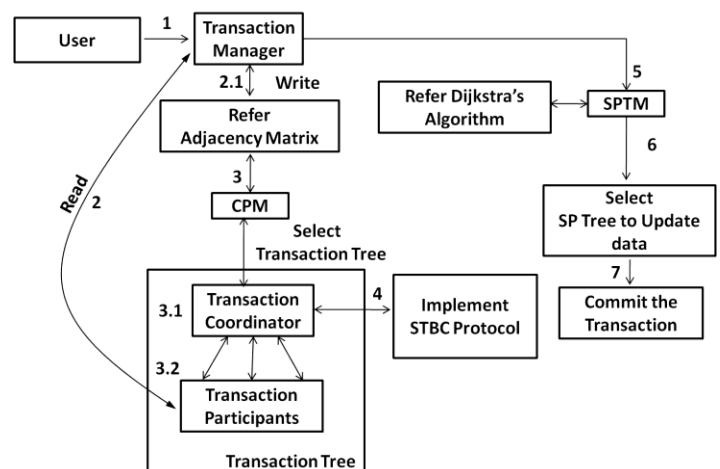 User
1
Transaction
Manager
5
2.1
Write
Refer
Adjacency Matrix
Refer Dijkstra's
Algorithm
SPTM
6
Read
2
3
CPM
Select
Transaction Tree
Select
SP Tree to Update
data
7
3.1
Transaction
Coordinator
4
Implement
STBC Protocol
Commit the
Transaction
3.2
Transaction
Participants
Transaction Tree